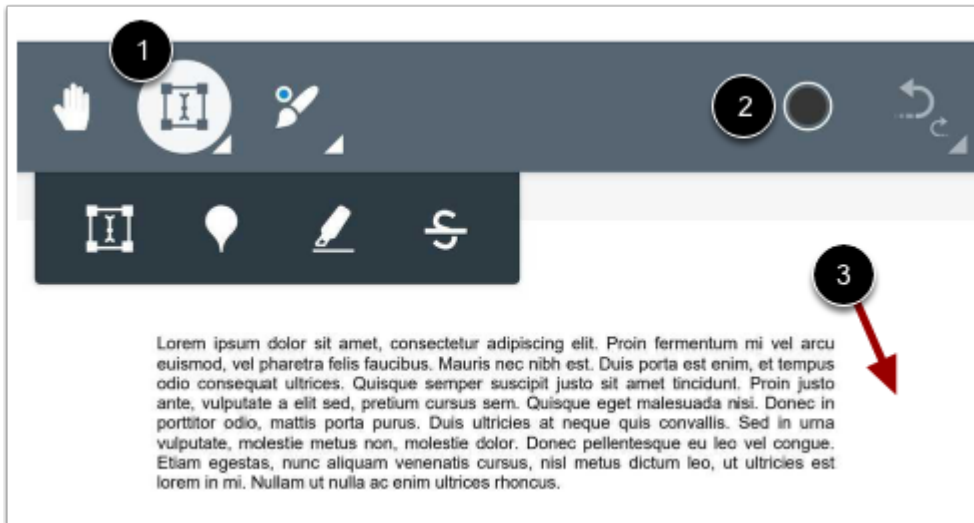 1
2
3
Lorem ipsum dolor sit amet, consectetur adipiscing elit. Proin fermentum mi vel arcu
euismod, vel pharetra felis faucibus. Mauris nec nibh est. Duis porta est enim, et tempus
odio consequat ultrices. Quisque semper suscipit justo sit amet tincidunt. Proin justo
ante, vulputate a elit sed, pretium cursus sem. Quisque eget malesuada nisi. Donec in
porttitor odio, mattis porta purus. Duis ultricies at neque quis convallis. Sed in urna
vulputate, molestie metus non, molestie dolor. Donec pellentesque eu leo vel congue.
Etiam egestas, nunc aliquam venenatis cursus, nisl metus dictum leo, ut ultricies est
lorem in mi. Nullam ut nulla ac enim ultrices rhoncus.